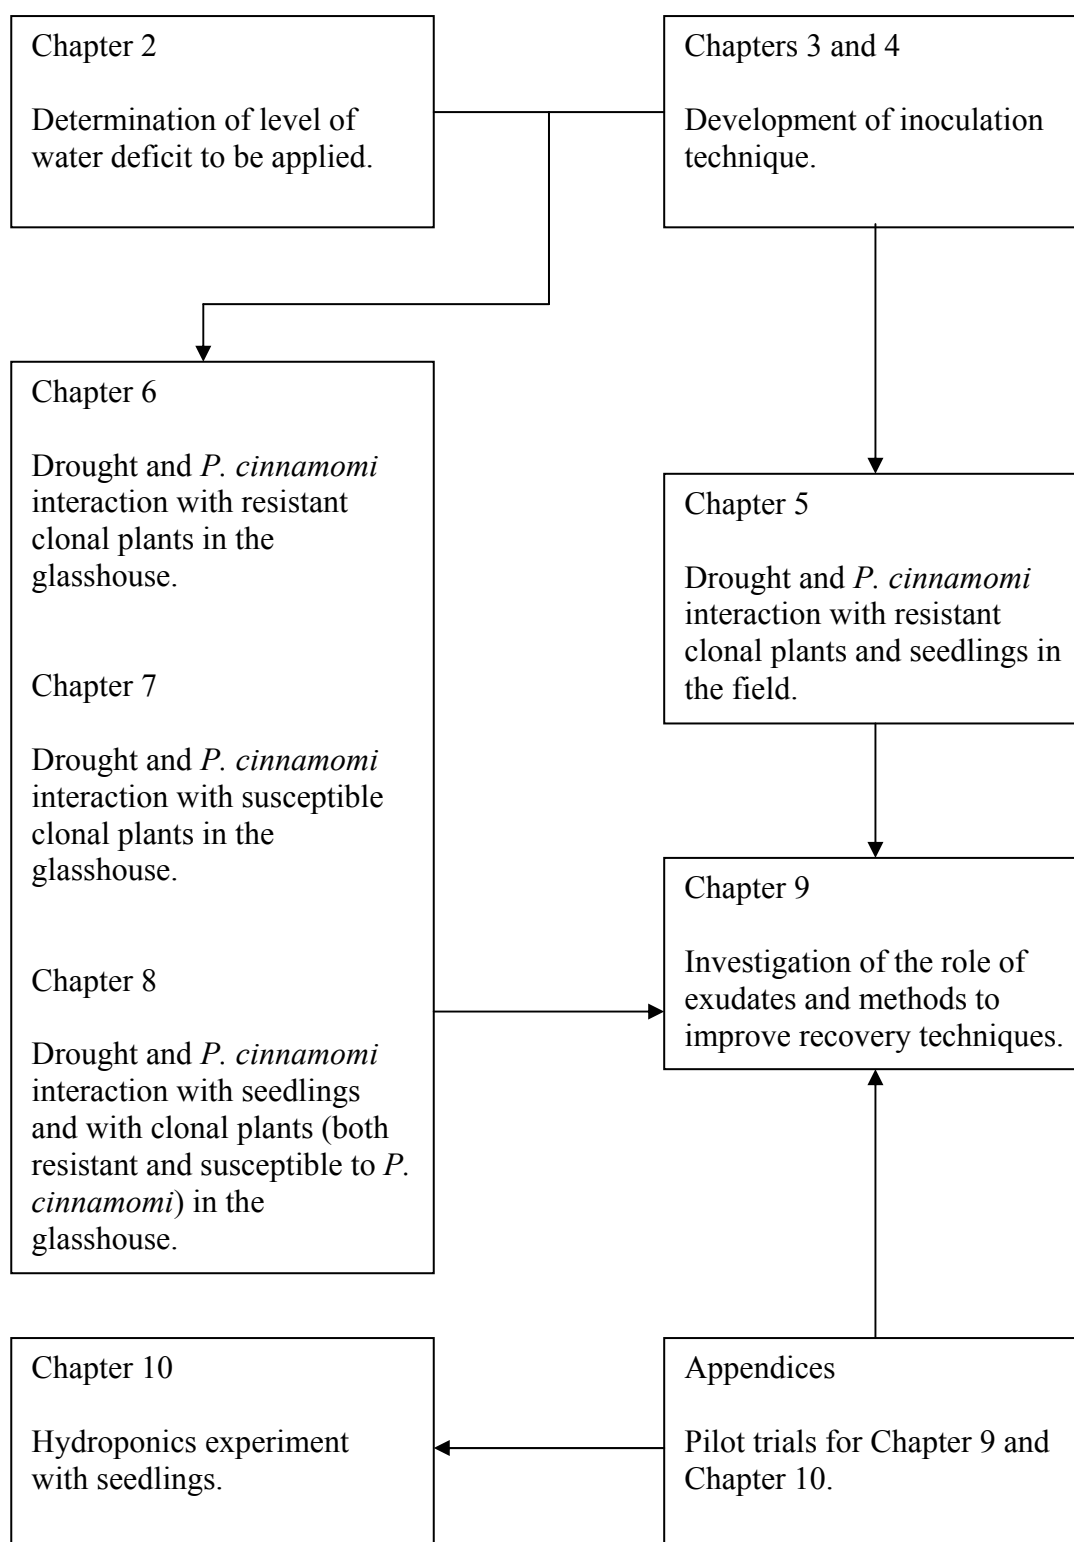 Chapter 2
Determination of level of
water deficit to be applied.
Chapters 3 and 4
Development of inoculation
technique.
Chapter 6
Drought and P. cinnamomi
interaction with resistant
clonal plants in the
glasshouse.
Chapter 7
Drought and P. cinnamomi
interaction with susceptible
clonal plants in the
glasshouse.
Chapter 8
Drought and P. cinnamomi
interaction with seedlings
and with clonal plants (both
resistant and susceptible to P.
cinnamomi) in the
glasshouse.
Chapter 5
Drought and P. cinnamomi
interaction with resistant
clonal plants and seedlings in
the field.
Chapter 9
Investigation of the role of
exudates and methods to
improve recovery techniques.
Chapter 10
Hydroponics experiment
with seedlings.
Appendices
Pilot trials for Chapter 9 and
Chapter 10.